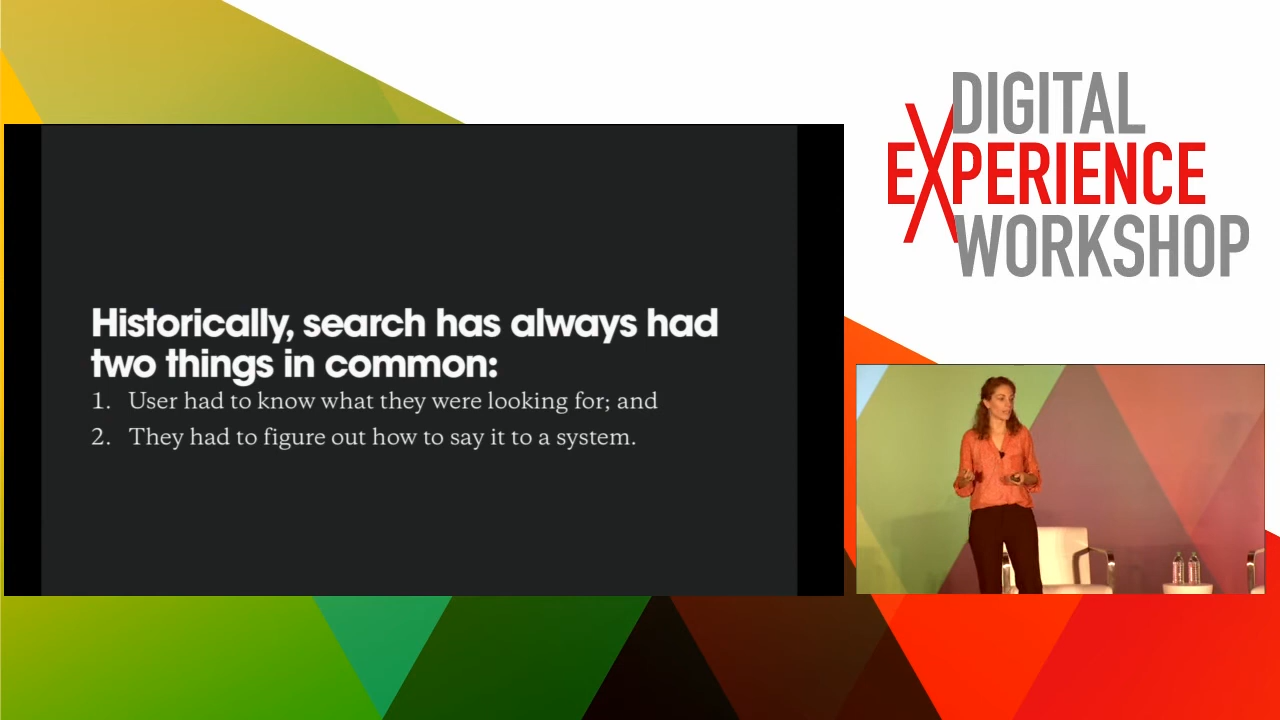 DIGITAL
EXPERIENCE
WORKSHOP
Historically, search has always had
two things in common:
1. User had to know what they were looking for; and
2. They had to figure out how to say it to a system.